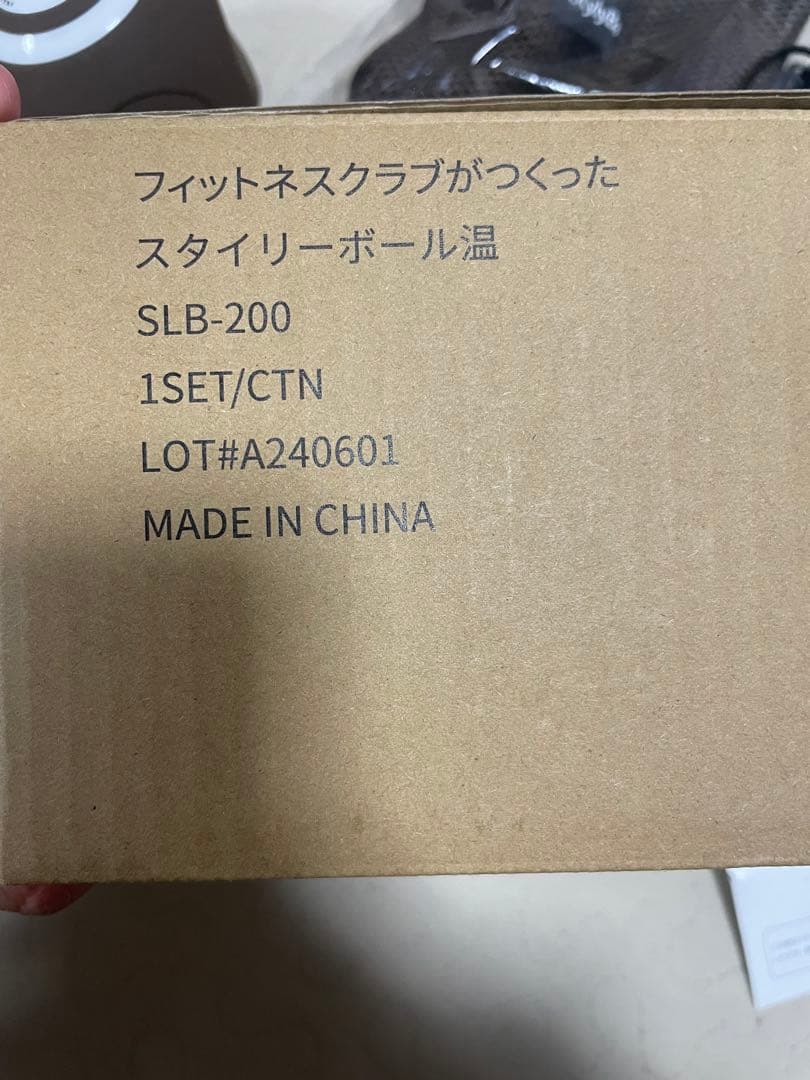 フィットネスクラブがつくった
スタイリーボール温
SLB-200
1SET/CTN
LOT#A240601
MADE IN CHINA